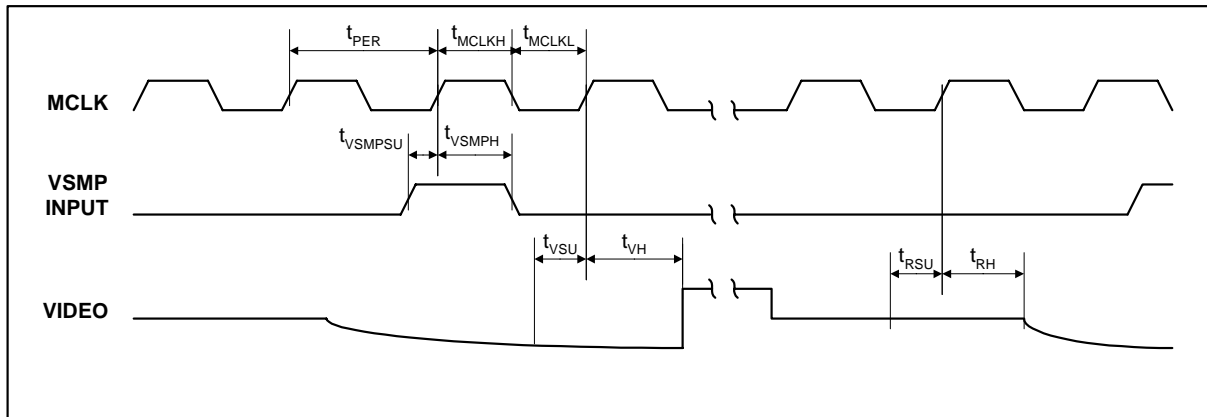 tPER tMCLKH tMCLKL
MCLK
tVSMPSU tVSMPH
VSMP
INPUT
tVSU tVH tRSU tRH
VIDEO